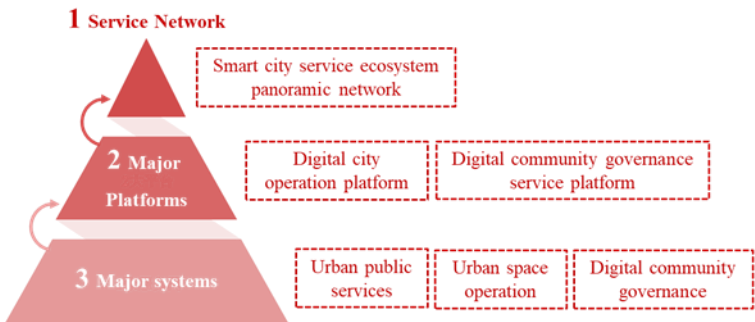 1 Service Network
Smart city service ecosystem
panoramic network
2 Major
Platforms
Digital city
operation platform
Digital community governance
service platform
3 Major systems
Urban public
services
Urban space
operation
Digital community
governance